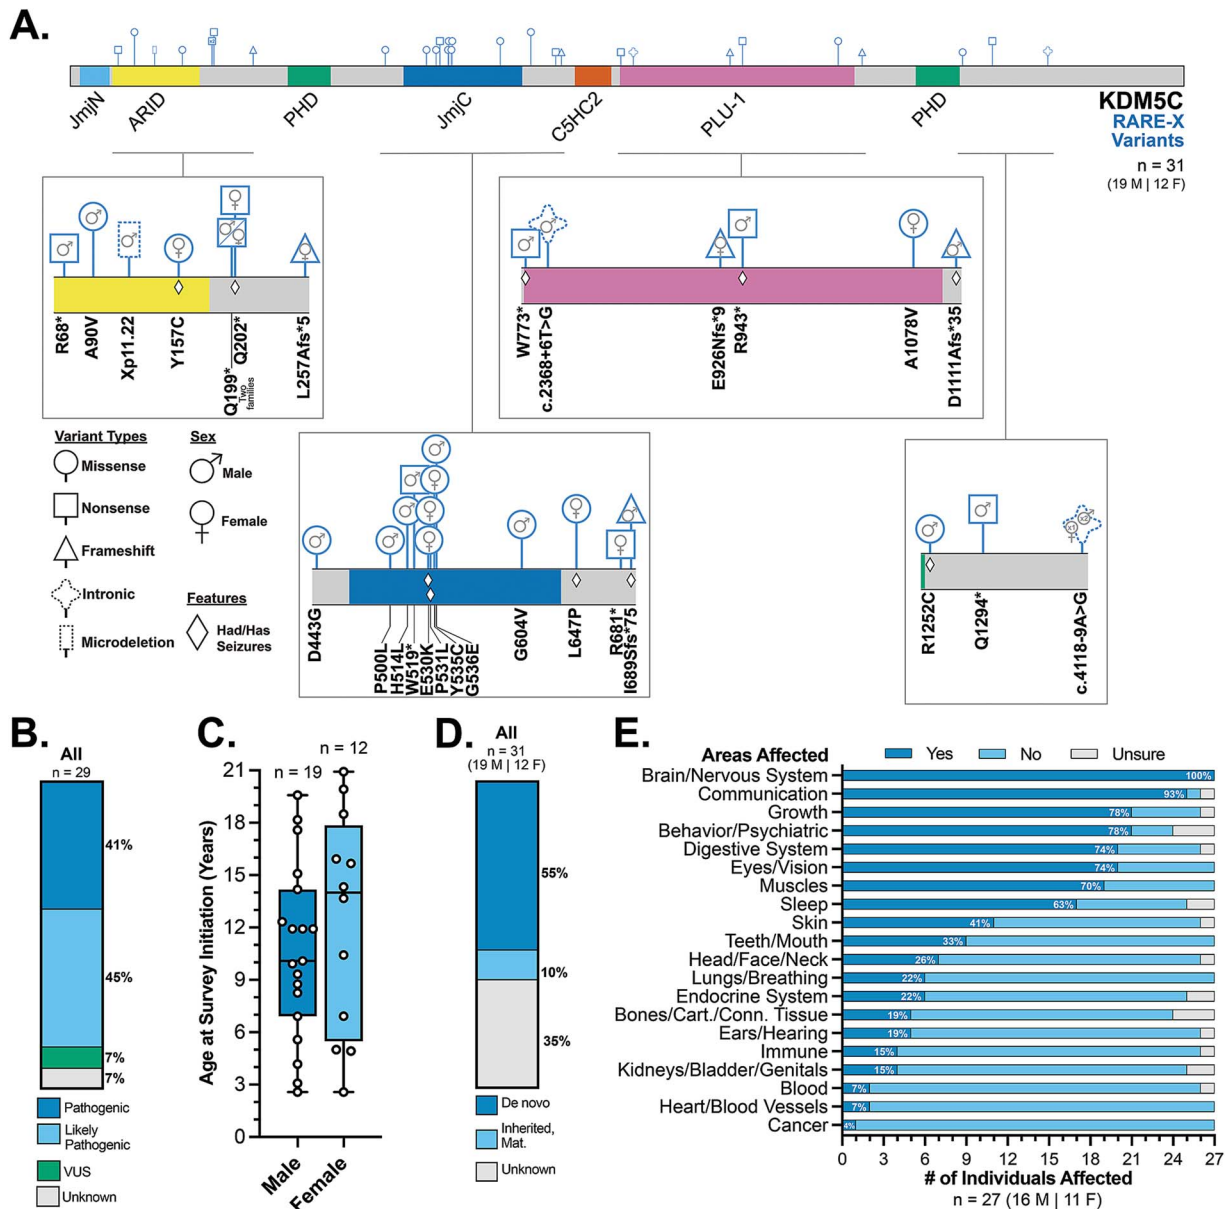 A.
JmjN
ARID
PHD
JmjC
C5HC2
PLU-1
PHD
KDM5C
RARE-X
Variants
n = 31
(19 M | 12 F)
R68*
A90V
Xp11.22
Y157C
Q199*
Two
families
Q202*
L257Afs*5
W773*
c.2368+6T>G
E926Nfs*9
R943*
A1078V
D1111Afs*35
Variant Types
Missense
Nonsense
Frameshift
Intronic
Microdeletion
Sex
Male
Female
Features
Had/Has
Seizures
D443G
P500L
H514L
W519*
E530K
P531L
Y535C
G536E
G604V
L647P
R681*
I689Sfs*75
x1
x2
R1252C
Q1294*
c.4118-9A>G
B.
All
n = 29
41%
45%
7%
7%
Pathogenic
Likely
Pathogenic
VUS
Unknown
C.
n = 12
n = 19
Age at Survey Initiation (Years)
21
18
15
12
9
6
3
0
Male
Female
D.
All
n = 31
(19 M | 12 F)
55%
10%
35%
De novo
Inherited,
Mat.
Unknown
E.
Areas Affected
Yes
No
Unsure
Brain/Nervous System 100%
Communication 93%
Growth 78%
Behavior/Psychiatric 78%
Digestive System 74%
Eyes/Vision 74%
Muscles 70%
Sleep 63%
Skin 41%
Teeth/Mouth 33%
Head/Face/Neck 26%
Lungs/Breathing 22%
Endocrine System 22%
Bones/Cart./Conn. Tissue 19%
Ears/Hearing 19%
Immune 15%
Kidneys/Bladder/Genitals 15%
Blood 7%
Heart/Blood Vessels 7%
Cancer 4%
0 3 6 9 12 15 18 21 24 27
# of Individuals Affected
n = 27 (16 M | 11 F)